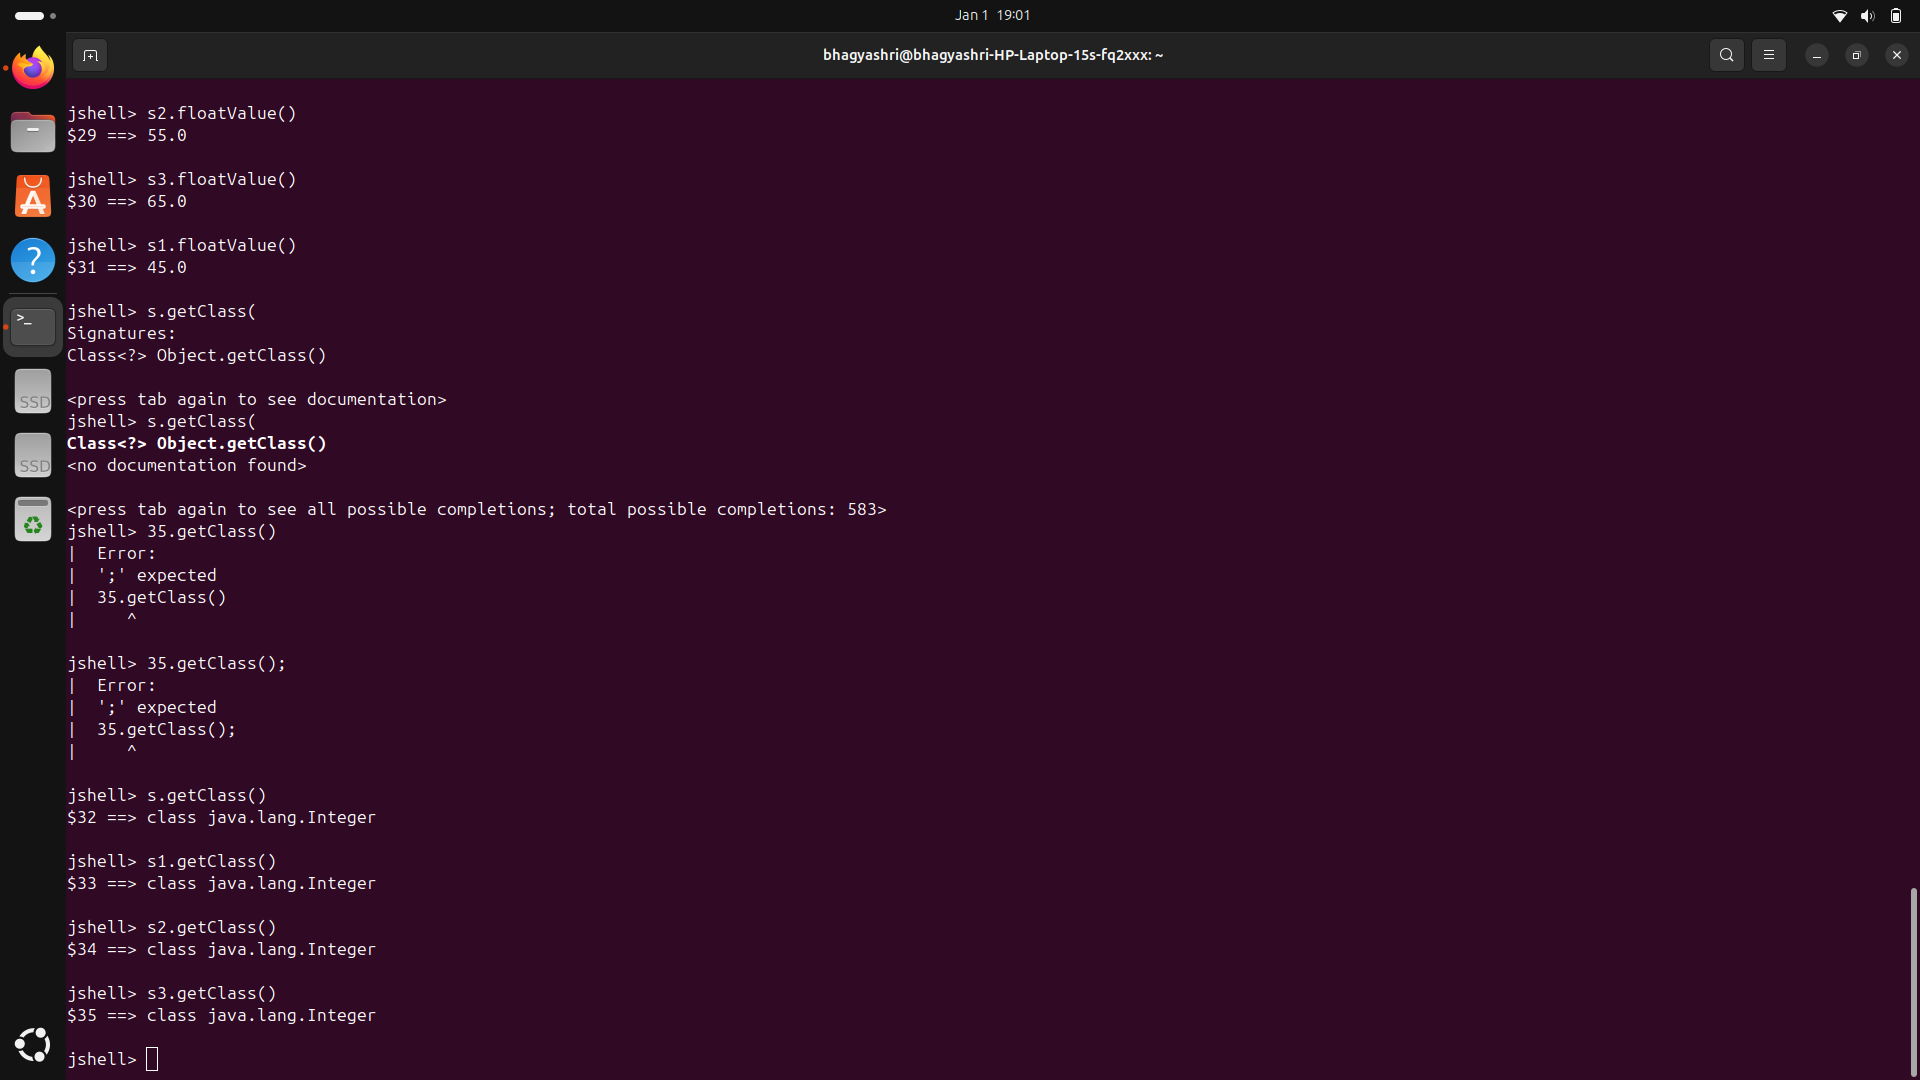 Jan 1 19:01
bhagyashri@bhagyashri-HP-Laptop-15s-fq2xxx: ~
jshell> s2.floatValue()
$29 ==> 55.0
jshell> s3.floatValue()
$30 ==> 65.0
jshell> s1.floatValue()
$31 ==> 45.0
jshell> s.getClass(
Signatures:
Class<?> Object.getClass()
<press tab again to see documentation>
jshell> s.getClass(
Class<?> Object.getClass()
<no documentation found>
<press tab again to see all possible completions; total possible completions: 583>
jshell> 35.getClass()
|  Error:
|  ';' expected
|  35.getClass()
|     ^
jshell> 35.getClass();
|  Error:
|  ';' expected
|  35.getClass();
|     ^
jshell> s.getClass()
$32 ==> class java.lang.Integer
jshell> s1.getClass()
$33 ==> class java.lang.Integer
jshell> s2.getClass()
$34 ==> class java.lang.Integer
jshell> s3.getClass()
$35 ==> class java.lang.Integer
jshell>
>_
SSD
SSD